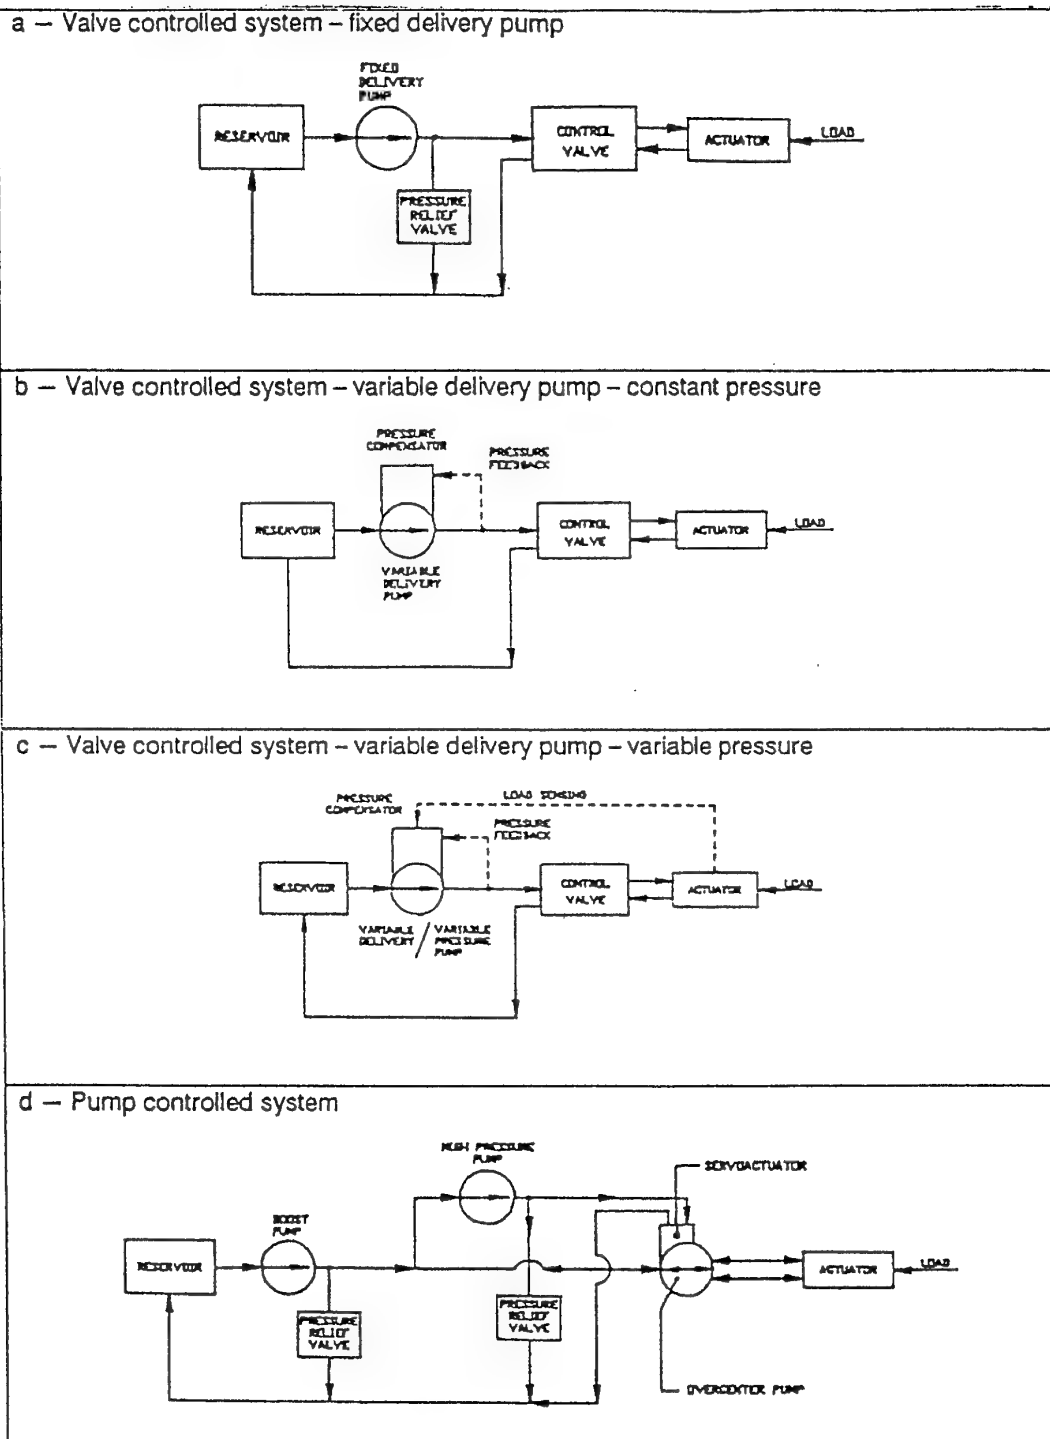 a — Valve controlled system – fixed delivery pump
FIXED
DELIVERY
PUMP
RESERVOIR
CONTROL
VALVE
ACTUATOR
LOAD
PRESSURE
RELIEF
VALVE
b — Valve controlled system – variable delivery pump – constant pressure
PRESSURE
COMPENSATOR
PRESSURE
FEEDBACK
RESERVOIR
CONTROL
VALVE
ACTUATOR
LOAD
VARIABLE
DELIVERY
PUMP
c — Valve controlled system – variable delivery pump – variable pressure
LOAD SENSING
PRESSURE
COMPENSATOR
PRESSURE
FEEDBACK
RESERVOIR
CONTROL
VALVE
ACTUATOR
LOAD
VARIABLE
DELIVERY
/
VARIABLE
PRESSURE
PUMP
d — Pump controlled system
HIGH PRESSURE
PUMP
SERVOACTUATOR
BOOST
PUMP
RESERVOIR
ACTUATOR
LOAD
PRESSURE
RELIEF
VALVE
PRESSURE
RELIEF
VALVE
OVERCENTER PUMP